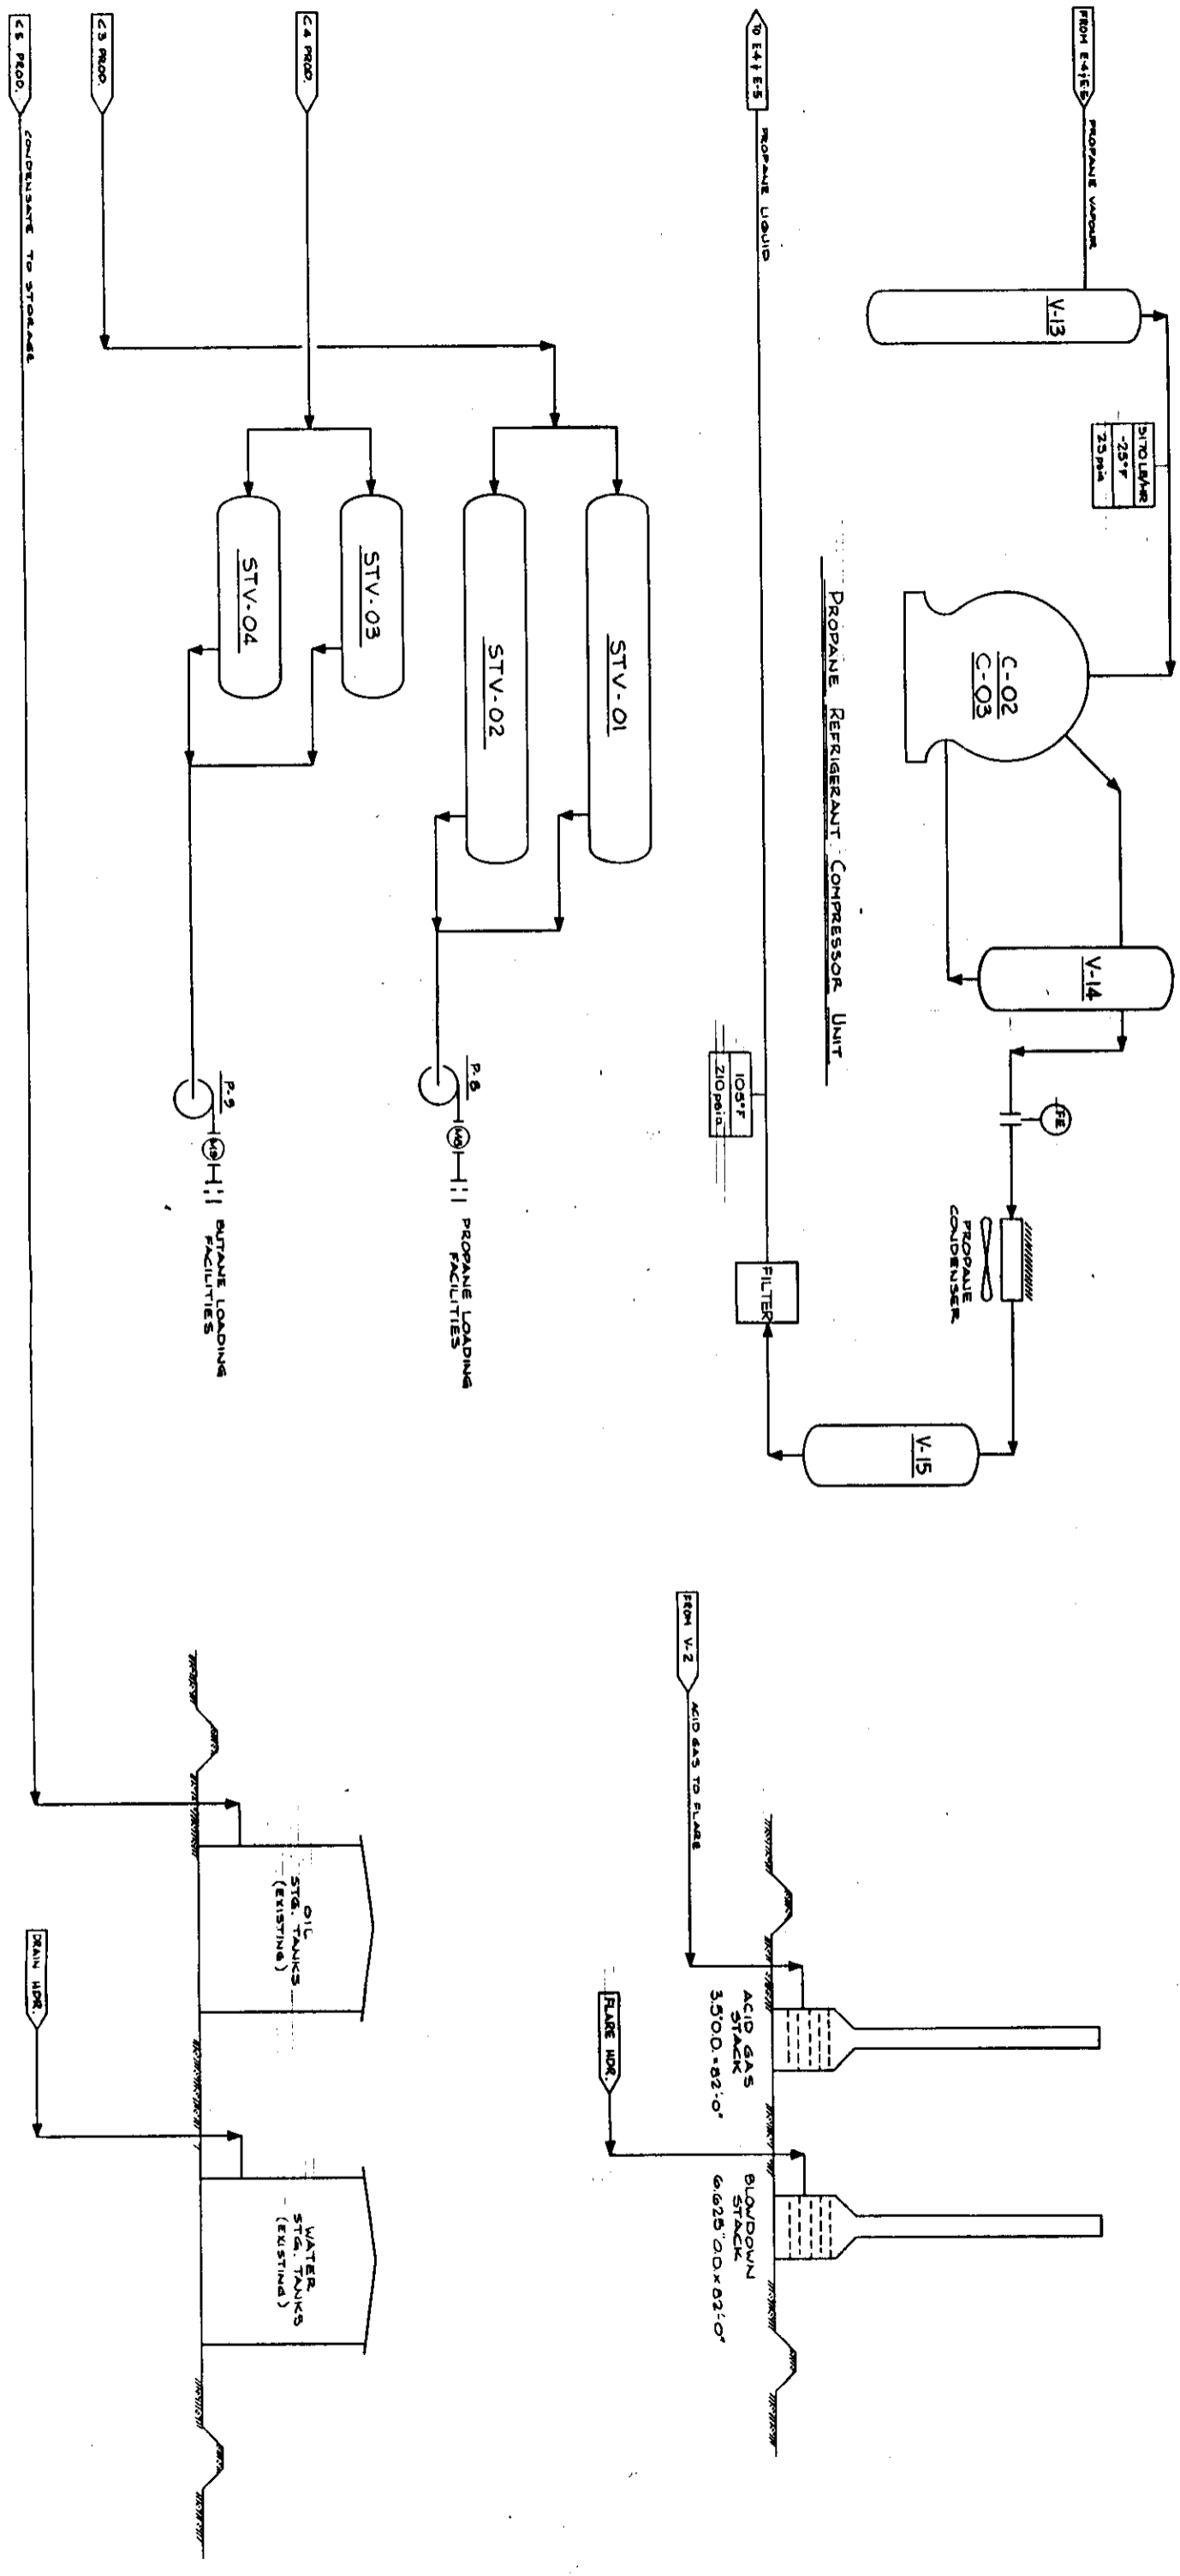 FROM E-4 & E-5
PROPANE VAPOUR
V-13
5170 LB/HR
-25°F
25 psia
C-02
C-03
V-14
FE
PROPANE
CONDENSER
V-15
PROPANE REFRIGERANT COMPRESSOR UNIT
TO E-4 & E-5
PROPANE LIQUID
105°F
210 psia
FILTER
C4 PROD.
C3 PROD.
C5 PROD.
CONDENSATE TO STORAGE
STV-01
STV-02
STV-03
STV-04
P-8
MS
PROPANE LOADING
FACILITIES
P-9
MS
BUTANE LOADING
FACILITIES
FROM V-2
ACID GAS TO FLARE
ACID GAS
STACK
3.5"O.D. × 82'-0"
FLARE HDR.
BLOWDOWN
STACK
6.625"O.D. × 82'-0"
OIL
STG. TANKS
(EXISTING)
DRAIN HDR.
WATER
STG. TANKS
(EXISTING)